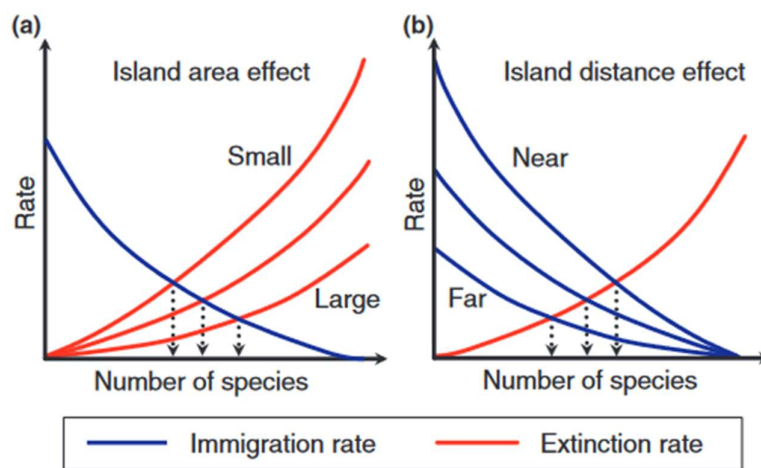 (a)
Island area effect
Small
Large
Rate
Number of species
(b)
Island distance effect
Near
Far
Rate
Number of species
Immigration rate
Extinction rate